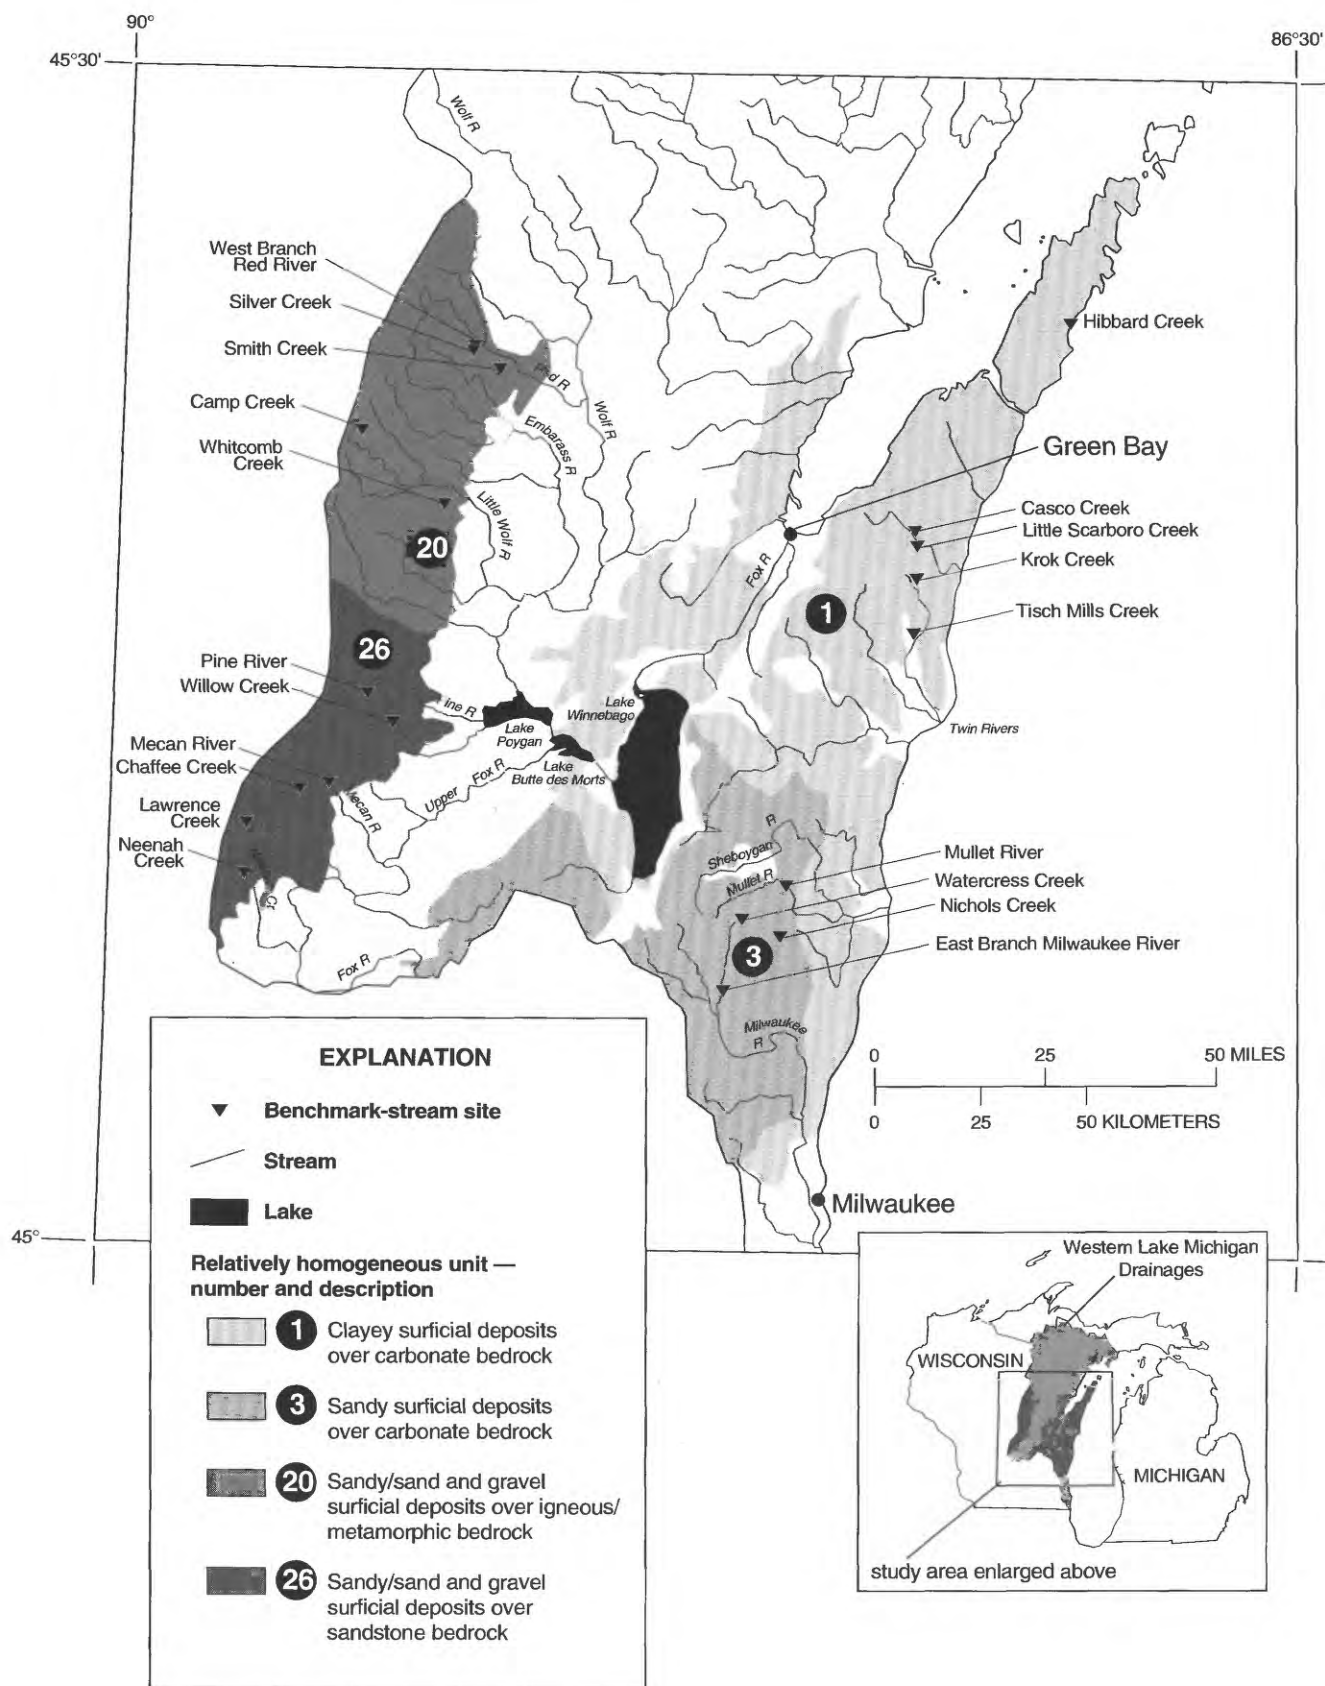 90°
86°30'
45°30'
Wolf R
West Branch
Red River
Silver Creek
Smith Creek
Camp Creek
Whitcomb
Creek
Hibbard Creek
Embarass R
Wolf R
Little Wolf R
20
Green Bay
Casco Creek
Little Scarboro Creek
Krok Creek
Tisch Mills Creek
Fox R
1
26
Pine River
Willow Creek
ine R
Lake
Poygan
Lake
Winnebago
Lake
Butte des Morts
Twin Rivers
Mecan River
Chaffee Creek
Lawrence
Creek
Neenah
Creek
Mecan R
Upper Fox R
Cr
Fox R
Sheboygan R
Mullet R
Mullet River
Watercress Creek
Nichols Creek
East Branch Milwaukee River
3
Milwaukee
R
0 25 50 MILES
0 25 50 KILOMETERS
Milwaukee
45°
EXPLANATION
Benchmark-stream site
Stream
Lake
Relatively homogeneous unit —
number and description
1 Clayey surficial deposits
over carbonate bedrock
3 Sandy surficial deposits
over carbonate bedrock
20 Sandy/sand and gravel
surficial deposits over igneous/
metamorphic bedrock
26 Sandy/sand and gravel
surficial deposits over
sandstone bedrock
Western Lake Michigan
Drainages
WISCONSIN
MICHIGAN
study area enlarged above